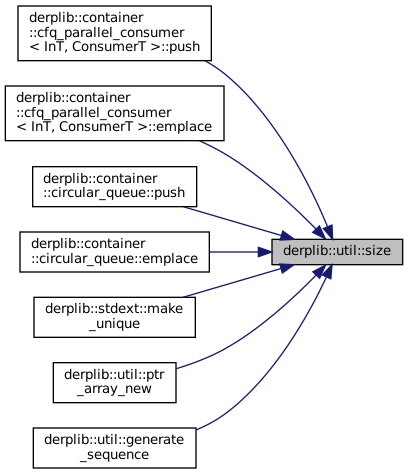 derplib::container
::cfq_parallel_consumer
< InT, ConsumerT >::push
derplib::container
::cfq_parallel_consumer
< InT, ConsumerT >::emplace
derplib::container
::circular_queue::push
derplib::container
::circular_queue::emplace
derplib::stdext::make
_unique
derplib::util::ptr
_array_new
derplib::util::generate
_sequence
derplib::util::size